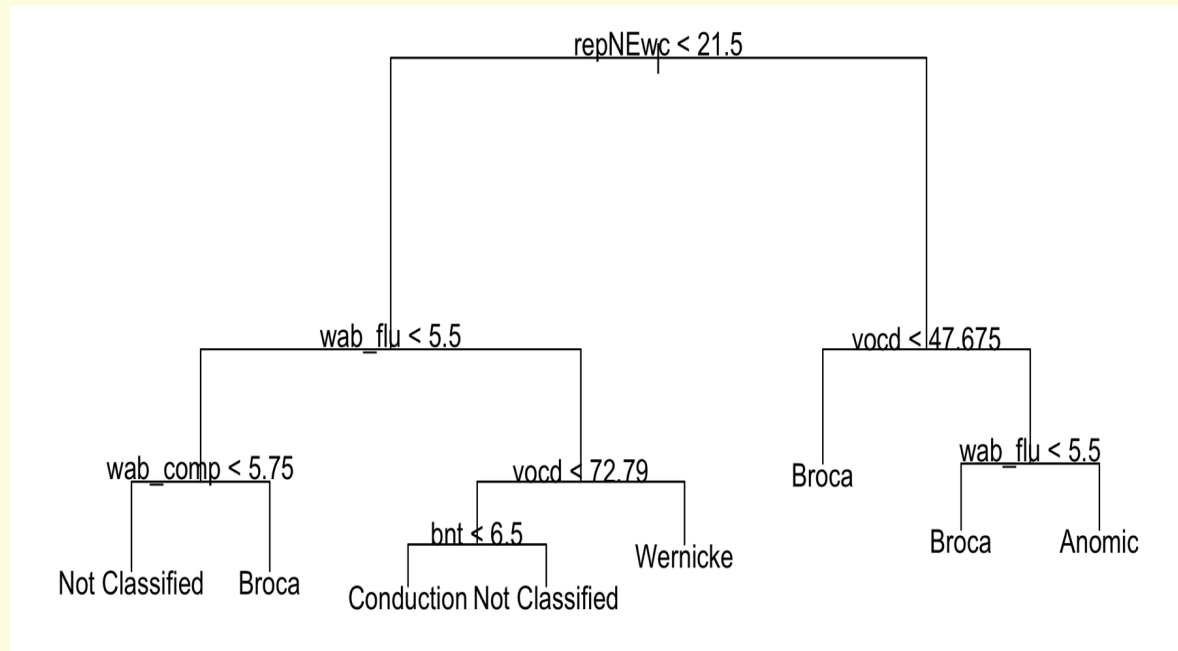 repNEwc < 21.5
wab_flu < 5.5
vocd < 47.675
wab_comp < 5.75
vocd < 72.79
wab_flu < 5.5
Broca
bnt < 6.5
Broca
Anomic
Wernicke
Not Classified
Broca
Conduction
Not Classified